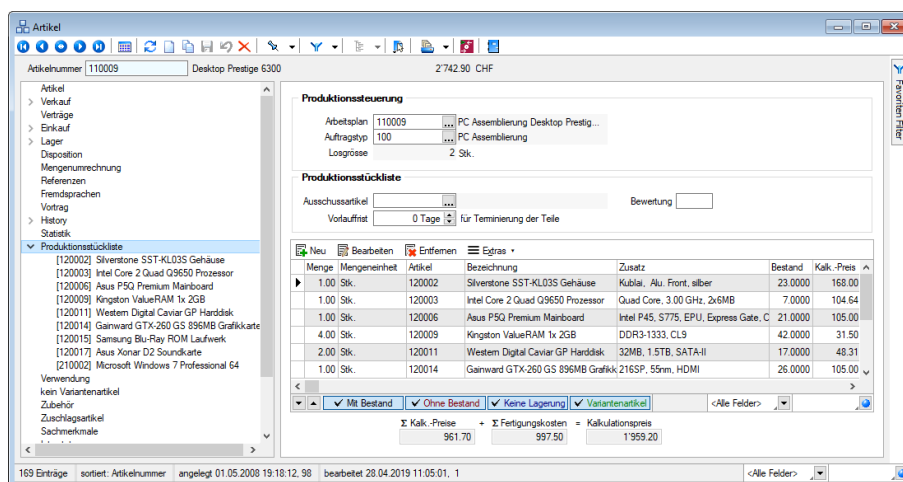 Artikel
Artikelnummer 110009 Desktop Prestige 6300 2'742.90 CHF
Favoriten Filter
Artikel
Verkauf
Verträge
Einkauf
Lager
Disposition
Mengenumrechnung
Referenzen
Fremdsprachen
Vortrag
History
Statistik
Produktionsstückliste
[120002] Silverstone SST-KL03S Gehäuse
[120003] Intel Core 2 Quad Q9650 Prozessor
[120006] Asus P5Q Premium Mainboard
[120009] Kingston ValueRAM 1x 2GB
[120011] Western Digital Caviar GP Harddisk
[120014] Gainward GTX-260 GS 896MB Grafikkarte
[120015] Samsung Blu-Ray ROM Laufwerk
[120017] Asus Xonar D2 Soundkarte
[210002] Microsoft Windows 7 Professional 64
Verwendung
kein Variantenartikel
Zubehör
Zuschlagsartikel
Sachmerkmale
Produktionssteuerung
Arbeitsplan 110009 ... PC Assemblierung Desktop Prestig...
Auftragstyp 100 ... PC Assemblierung
Losgrösse 2 Stk.
Produktionsstückliste
Ausschussartikel ... Bewertung
Vorlauffrist 0 Tage für Terminierung der Teile
Neu Bearbeiten Entfernen Extras
Menge Mengeneinheit Artikel Bezeichnung Zusatz Bestand Kalk.-Preis
1.00 Stk. 120002 Silverstone SST-KL03S Gehäuse Kublai, Alu. Front, silber 23.0000 168.00
1.00 Stk. 120003 Intel Core 2 Quad Q9650 Prozessor Quad Core, 3.00 GHz, 2x6MB 7.0000 104.64
1.00 Stk. 120006 Asus P5Q Premium Mainboard Intel P45, S775, EPU, Express Gate, C 21.0000 105.00
4.00 Stk. 120009 Kingston ValueRAM 1x 2GB DDR3-1333, CL9 42.0000 31.50
2.00 Stk. 120011 Western Digital Caviar GP Harddisk 32MB, 1.5TB, SATA-II 17.0000 48.31
1.00 Stk. 120014 Gainward GTX-260 GS 896MB Grafikk 216SP, 55nm, HDMI 26.0000 105.00
Mit Bestand Ohne Bestand Keine Lagerung Variantenartikel <Alle Felder>
Σ Kalk.-Preise + Σ Fertigungskosten = Kalkulationspreis
961.70 997.50 1'959.20
169 Einträge sortiert: Artikelnummer angelegt 01.05.2008 19:18:12, 98 bearbeitet 28.04.2019 11:05:01, 1 <Alle Felder>